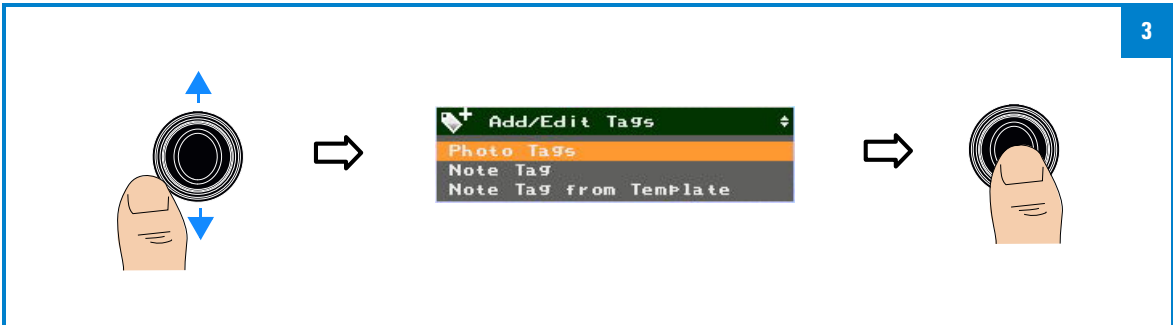 3
Add/Edit Tags
Photo Tags
Note Tag
Note Tag from Template